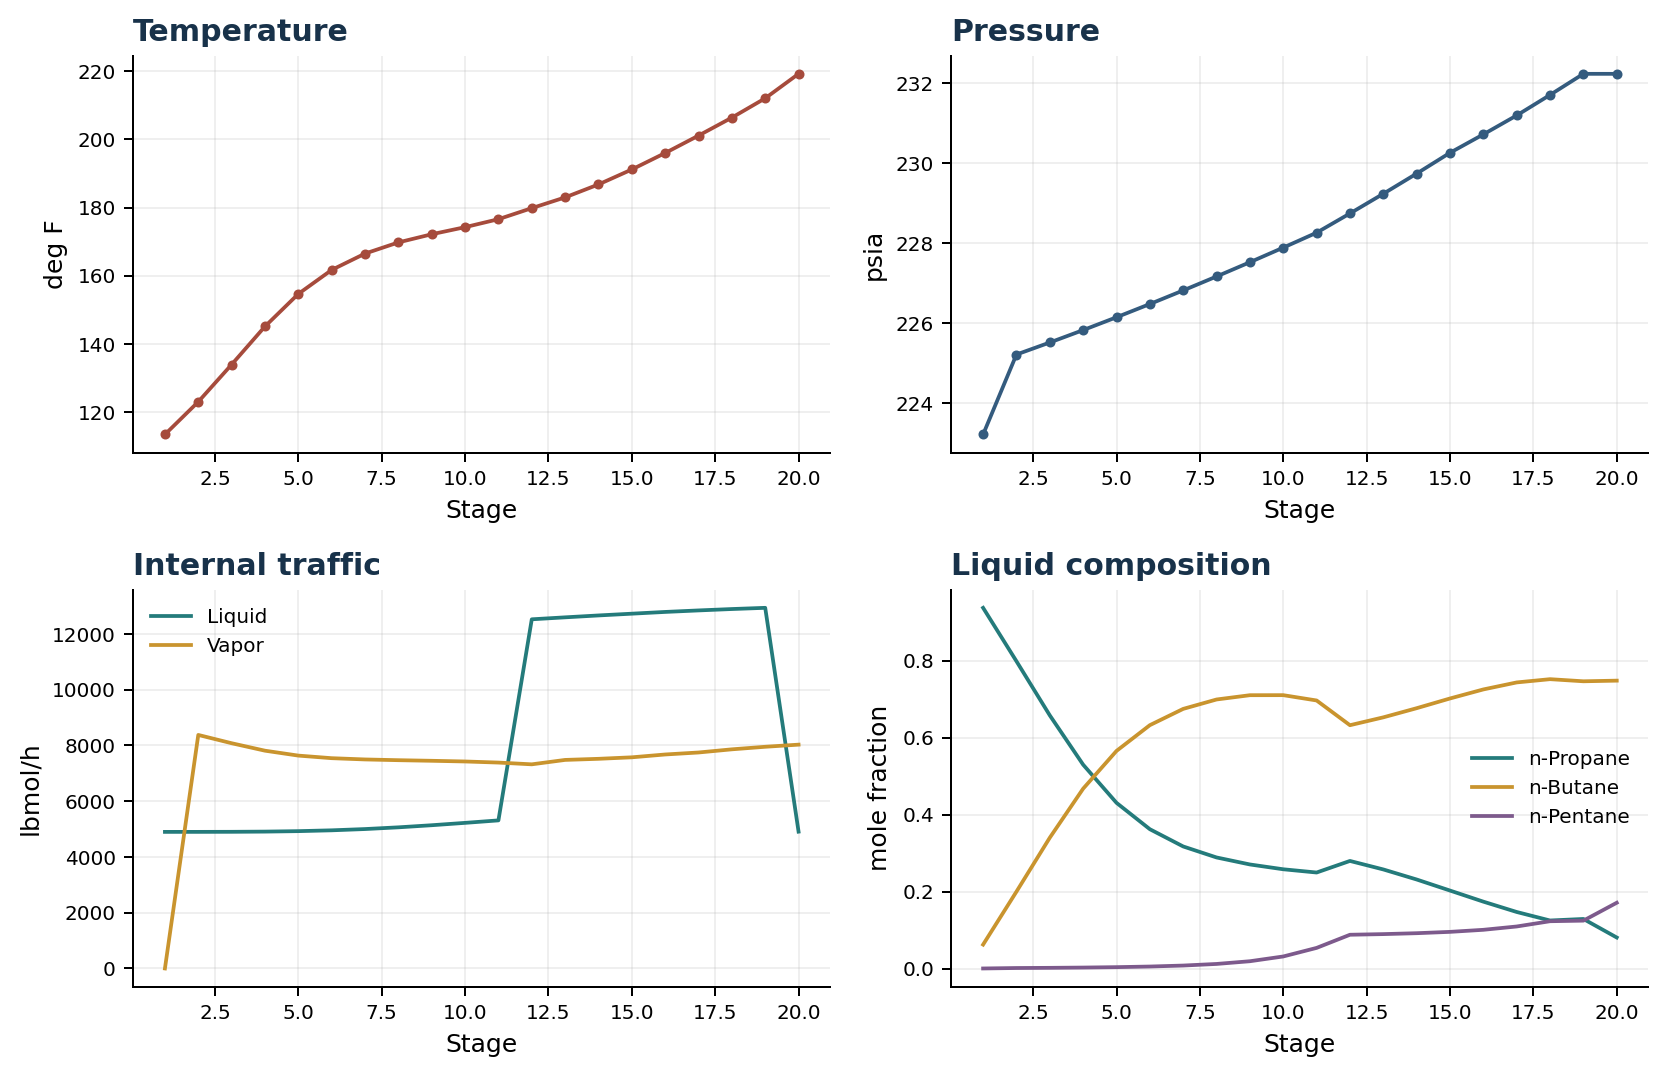 Temperature
220
200
180
160
140
120
deg F
2.5 5.0 7.5 10.0 12.5 15.0 17.5 20.0
Stage
Pressure
232
230
228
226
224
psia
2.5 5.0 7.5 10.0 12.5 15.0 17.5 20.0
Stage
Internal traffic
Liquid
Vapor
12000
10000
8000
6000
4000
2000
0
lbmol/h
2.5 5.0 7.5 10.0 12.5 15.0 17.5 20.0
Stage
Liquid composition
0.8
0.6
0.4
0.2
0.0
mole fraction
n-Propane
n-Butane
n-Pentane
2.5 5.0 7.5 10.0 12.5 15.0 17.5 20.0
Stage